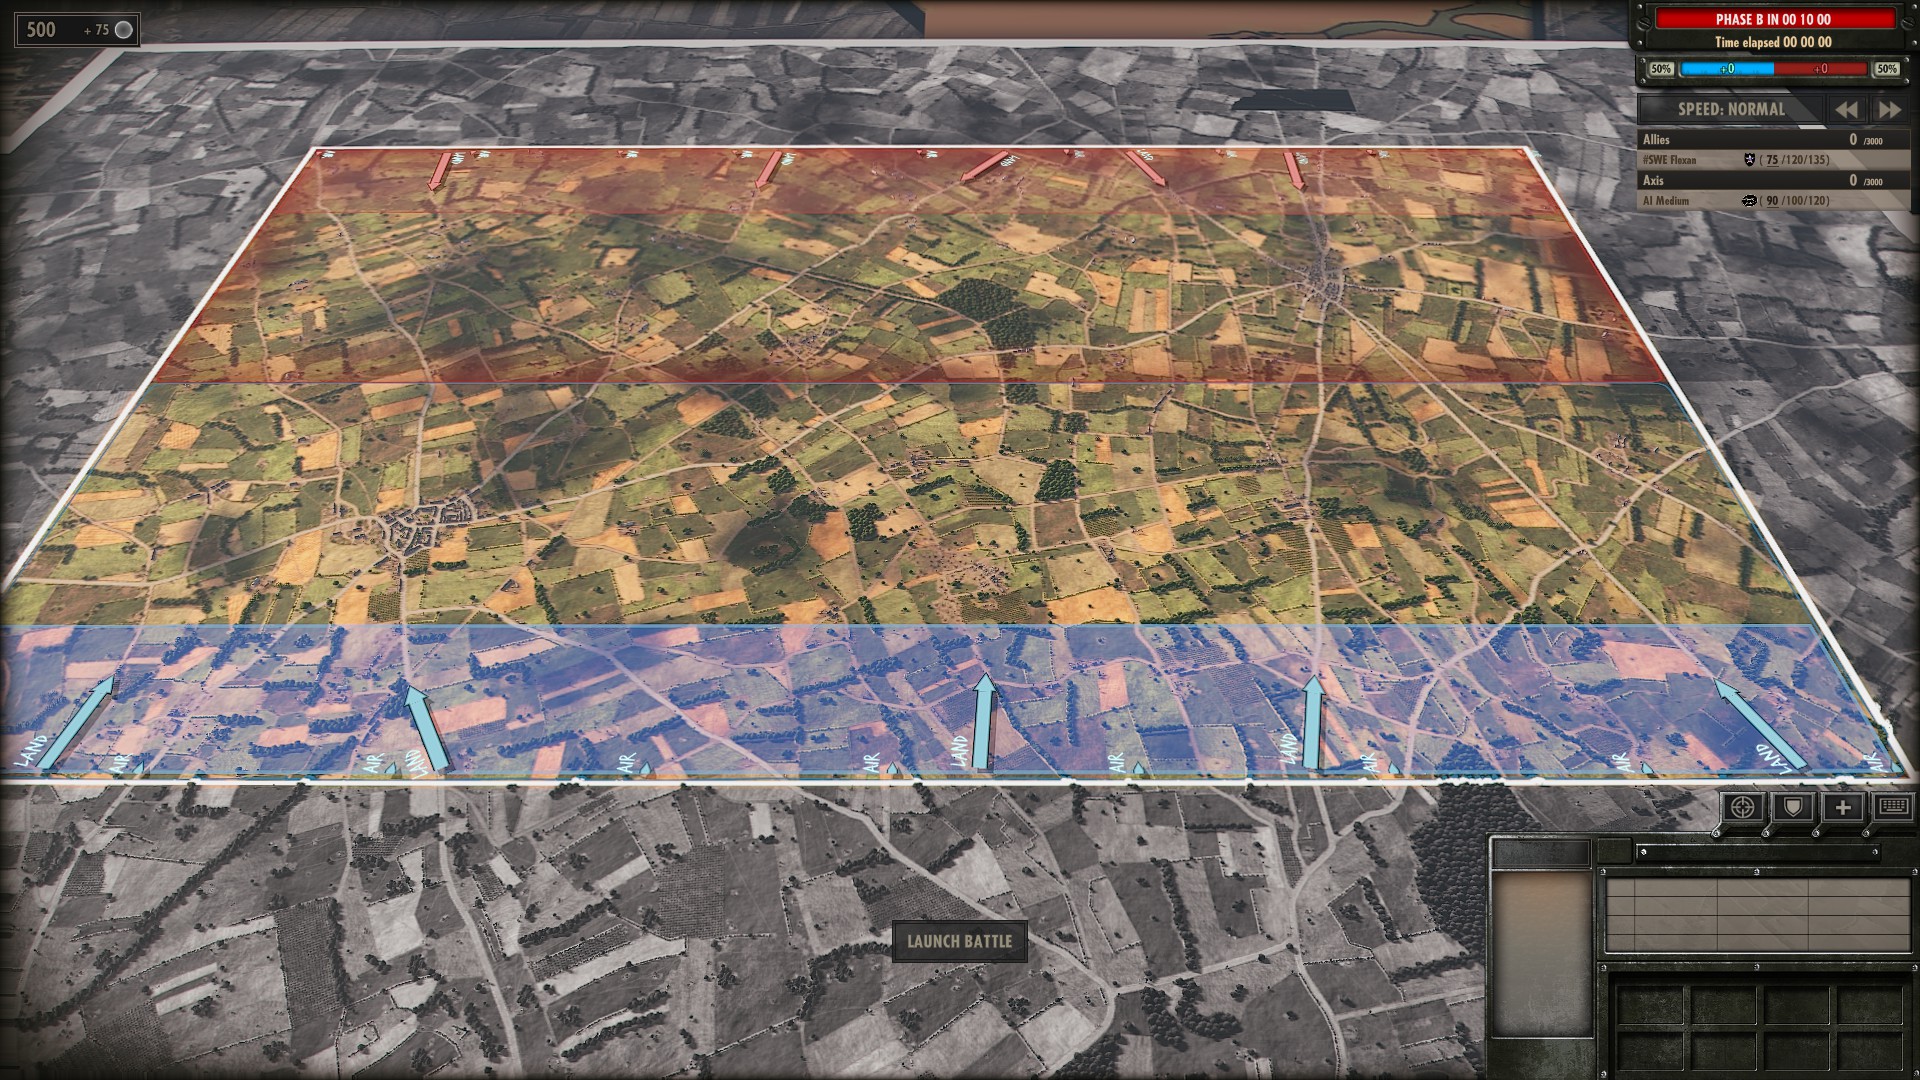 500 + 75
PHASE B IN 00 10 00
Time elapsed 00 00 00
50% +0 +0 50%
SPEED: NORMAL
Allies 0 /3000
#SWE Floxan ( 75 /120/135)
Axis 0 /3000
AI Medium ( 90 /100/120)
LAND AIR AIR LAND AIR AIR LAND AIR LAND AIR AIR LAND AIR
LAUNCH BATTLE